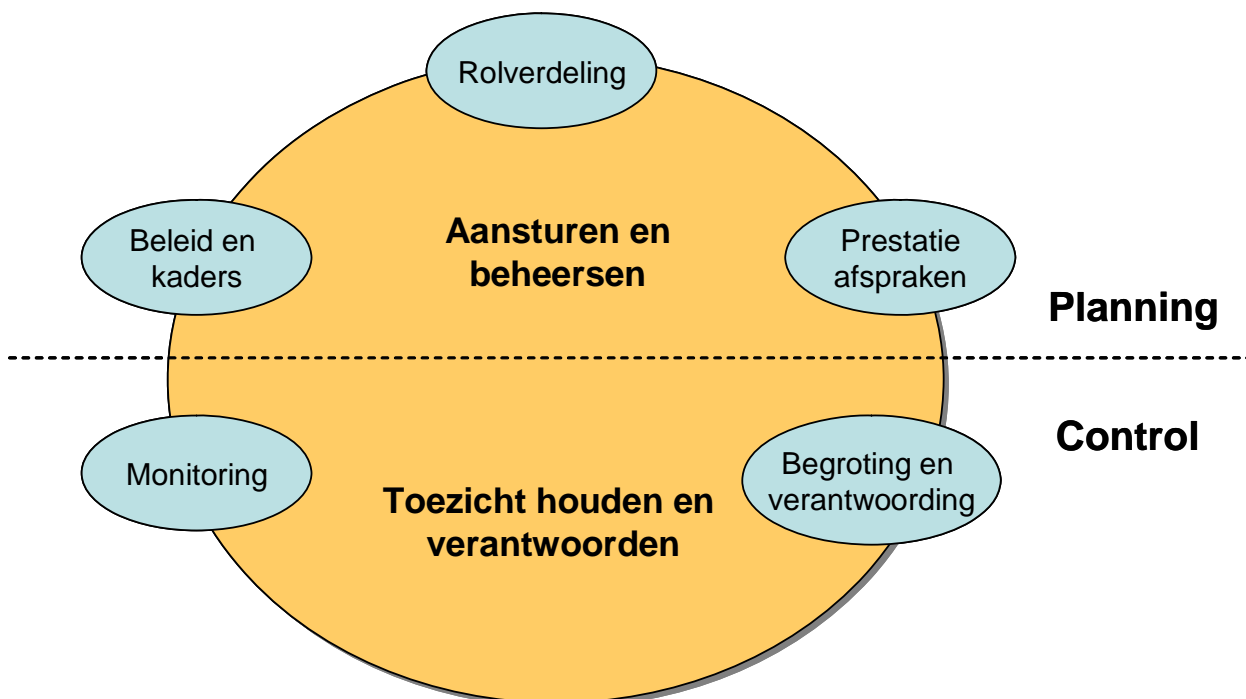 Rolverdeling
Beleid en
kaders
Aansturen en
beheersen
Prestatie
afspraken
Planning
Control
Monitoring
Toezicht houden en
verantwoorden
Begroting en
verantwoording